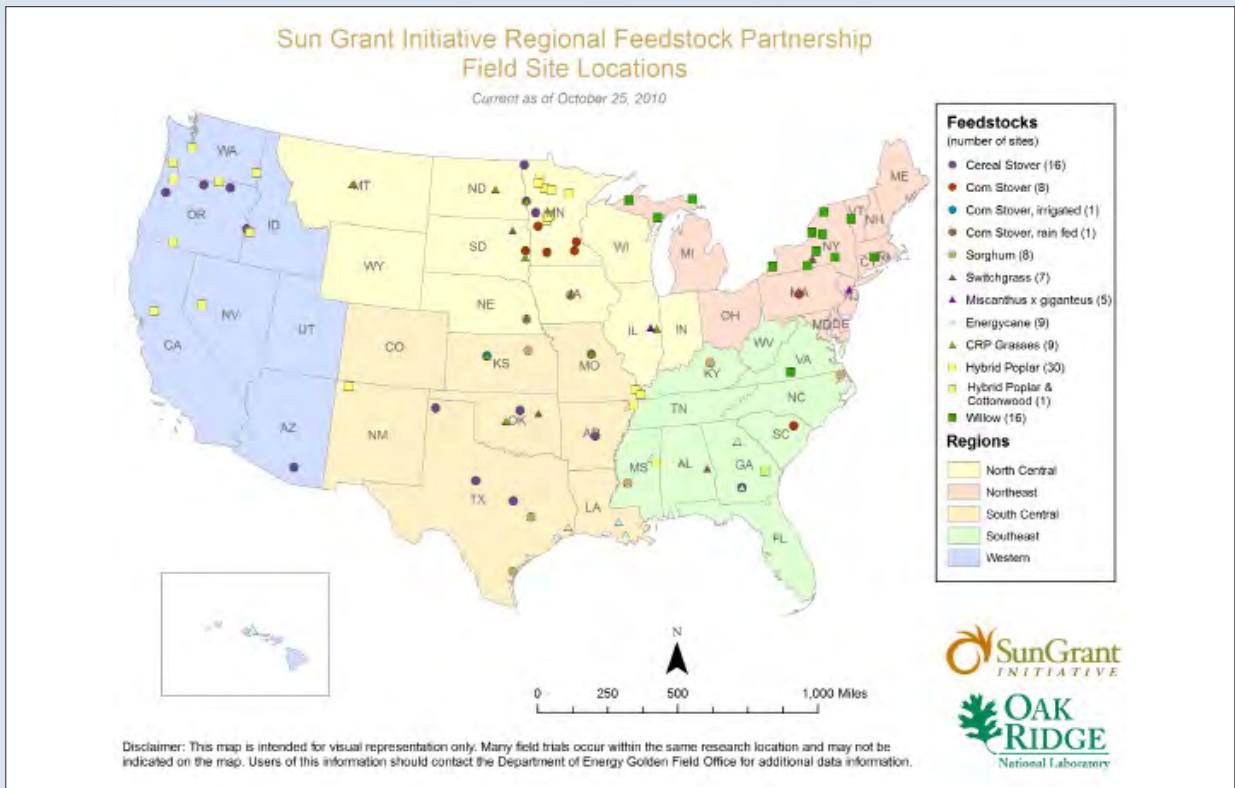 Sun Grant Initiative Regional Feedstock Partnership
Field Site Locations
Current as of October 25, 2010
WA
OR
ID
MT
ND
MN
SD
WY
NE
IA
WI
MI
IL
IN
OH
NV
UT
CA
CO
KS
MO
AZ
NM
OK
AR
TX
LA
MS
AL
GA
FL
TN
KY
WV
VA
NC
SC
PA
MD
DE
NJ
NY
CT
RI
MA
VT
NH
ME
Feedstocks
(number of sites)
Cereal Stover (16)
Corn Stover (8)
Corn Stover, irrigated (1)
Corn Stover, rain fed (1)
Sorghum (8)
Switchgrass (7)
Miscanthus x giganteus (5)
Energycane (9)
CRP Grasses (9)
Hybrid Poplar (30)
Hybrid Poplar &
Cottonwood (1)
Willow (16)
Regions
North Central
Northeast
South Central
Southeast
Western
N
0 250 500 1,000 Miles
SunGrant
INITIATIVE
OAK
RIDGE
National Laboratory
Disclaimer: This map is intended for visual representation only. Many field trials occur within the same research location and may not be
indicated on the map. Users of this information should contact the Department of Energy Golden Field Office for additional data information.